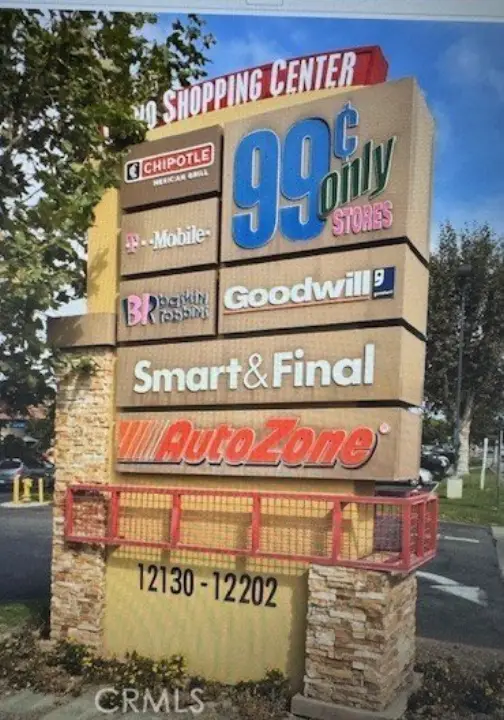 SHOPPING CENTER
CHIPOTLE
MEXICAN GRILL
99¢
only
STORES
T··Mobile·
BR baskin
robbins
Goodwill
Smart&Final
AutoZone
12130-12202
CRMLS